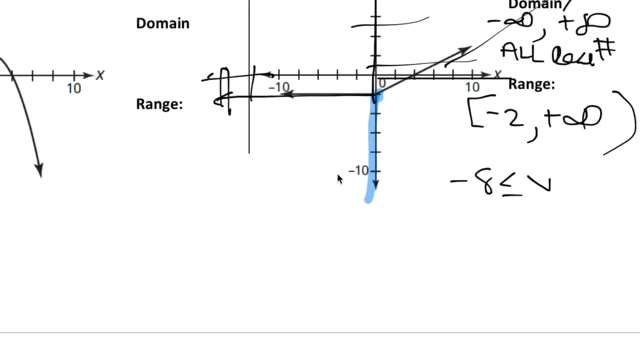 Domain/
Domain
-∞, +∞
ALL Real #
x
-10
0
10
x
10
Range:
Range:
[-2, +∞)
-10
-8 ≤ y